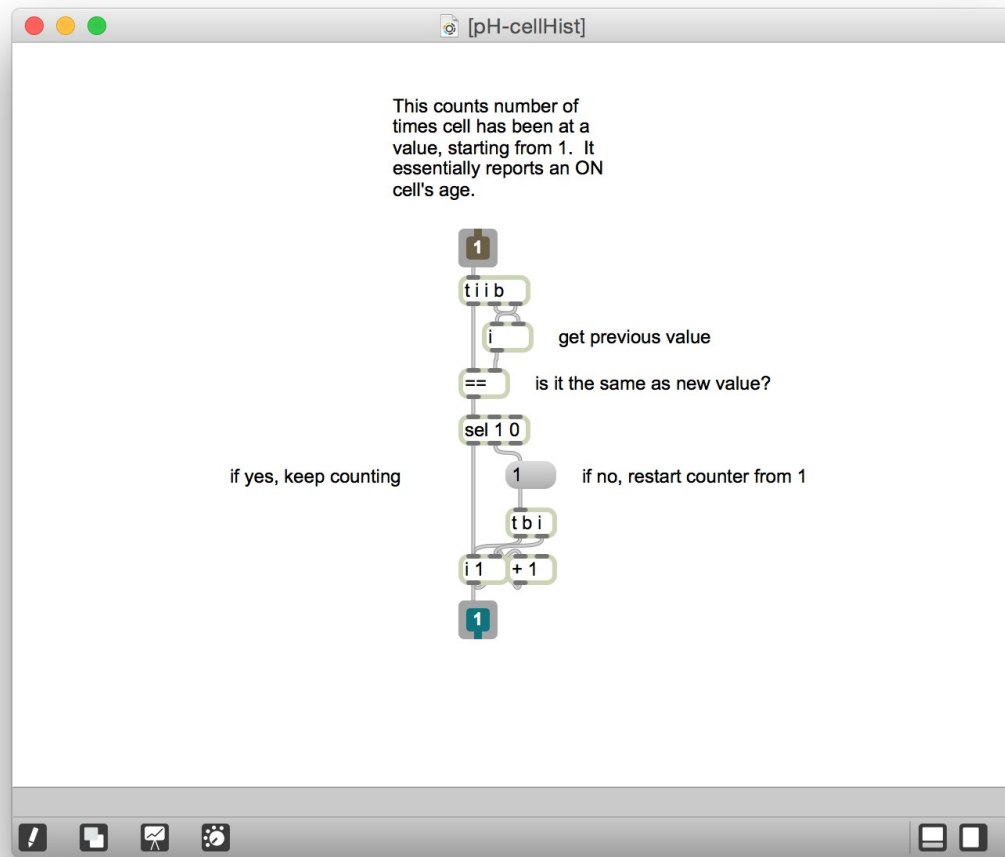 [pH-cellHist]
This counts number of
times cell has been at a
value, starting from 1.  It
essentially reports an ON
cell's age.
1
t i i b
i
get previous value
==
is it the same as new value?
sel 1 0
if yes, keep counting
1
if no, restart counter from 1
t b i
i 1
+ 1
1